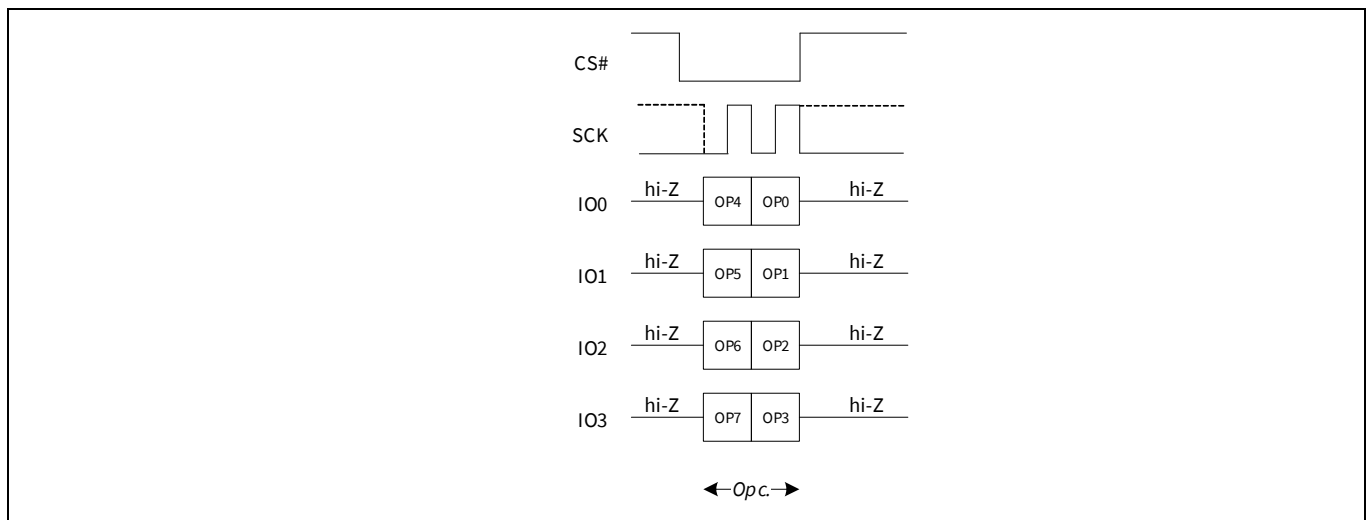 CS#
SCK
hi-Z hi-Z
IO0 OP4 OP0
hi-Z hi-Z
IO1 OP5 OP1
hi-Z hi-Z
IO2 OP6 OP2
hi-Z hi-Z
IO3 OP7 OP3
Opc.